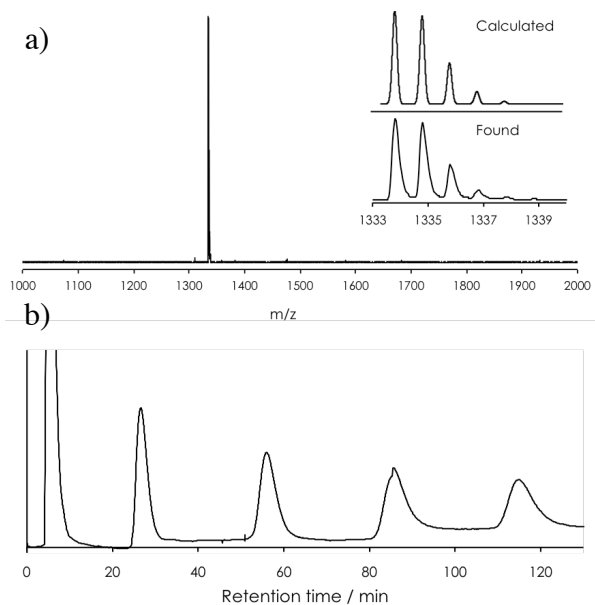 a)
Calculated
Found
1333 1335 1337 1339
1000 1100 1200 1300 1400 1500 1600 1700 1800 1900 2000
m/z
b)
0 20 40 60 80 100 120
Retention time / min